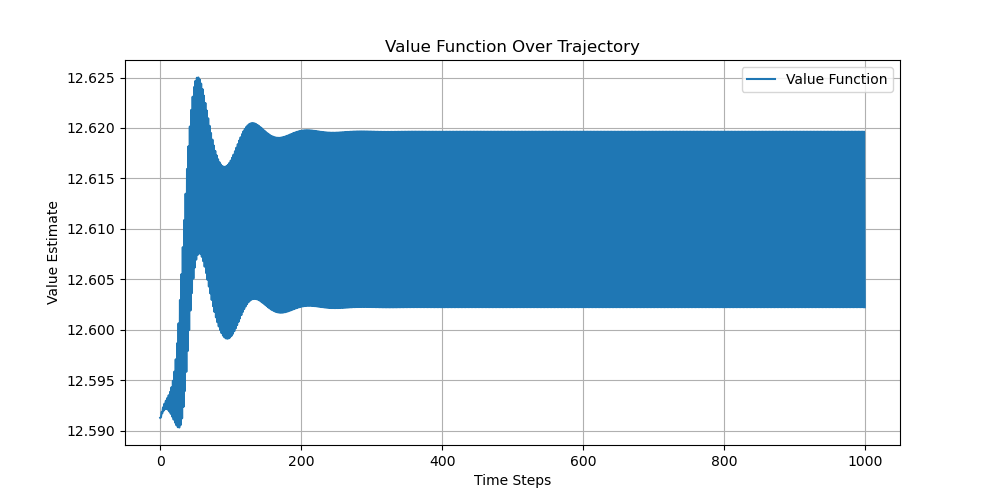 Value Function Over Trajectory
Value Function
12.625
12.620
12.615
12.610
12.605
12.600
12.595
12.590
Value Estimate
0 200 400 600 800 1000
Time Steps